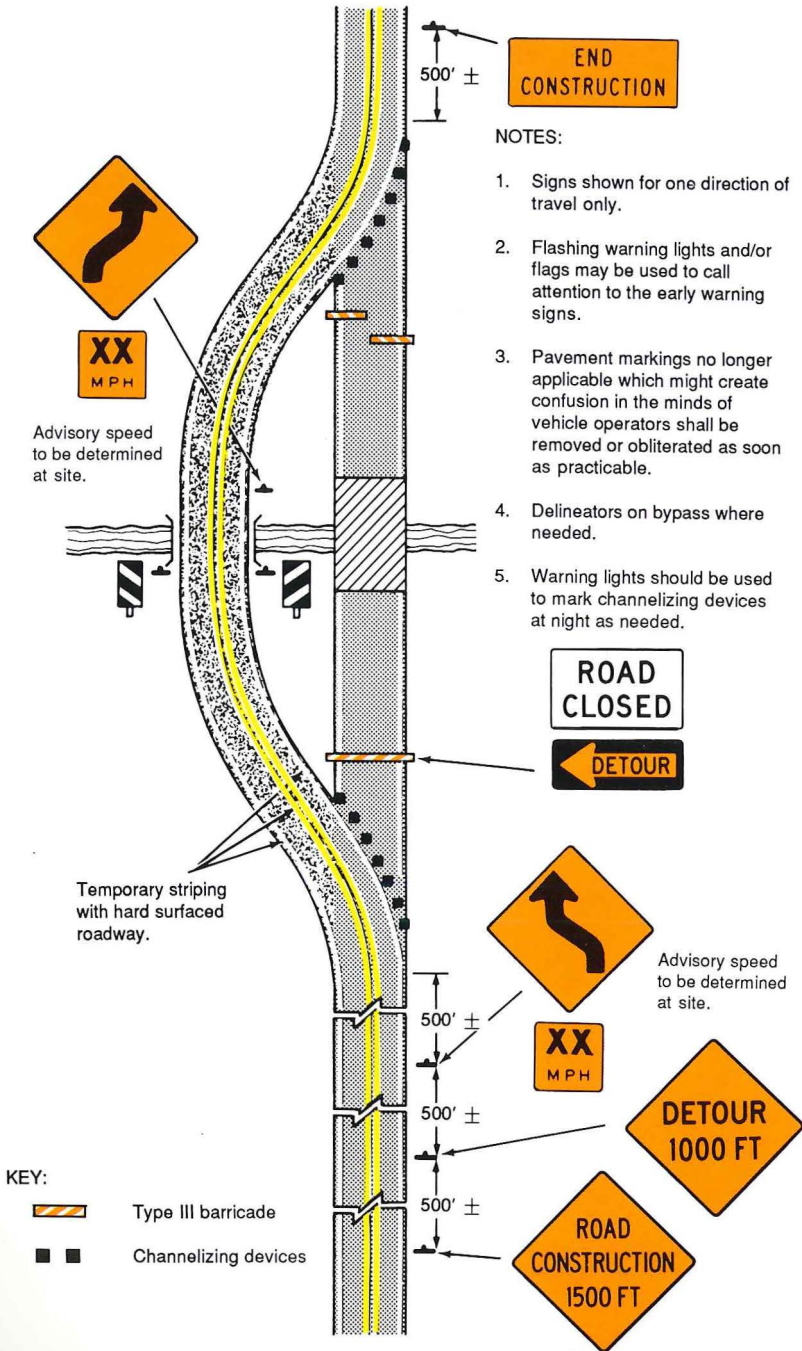 500' ±
END
CONSTRUCTION
NOTES:
1. Signs shown for one direction of
travel only.
2. Flashing warning lights and/or
flags may be used to call
attention to the early warning
signs.
3. Pavement markings no longer
applicable which might create
confusion in the minds of
vehicle operators shall be
removed or obliterated as soon
as practicable.
4. Delineators on bypass where
needed.
5. Warning lights should be used
to mark channelizing devices
at night as needed.
XX
MPH
Advisory speed
to be determined
at site.
ROAD
CLOSED
DETOUR
Temporary striping
with hard surfaced
roadway.
Advisory speed
to be determined
at site.
XX
MPH
500' ±
500' ±
500' ±
DETOUR
1000 FT
ROAD
CONSTRUCTION
1500 FT
KEY:
Type III barricade
Channelizing devices